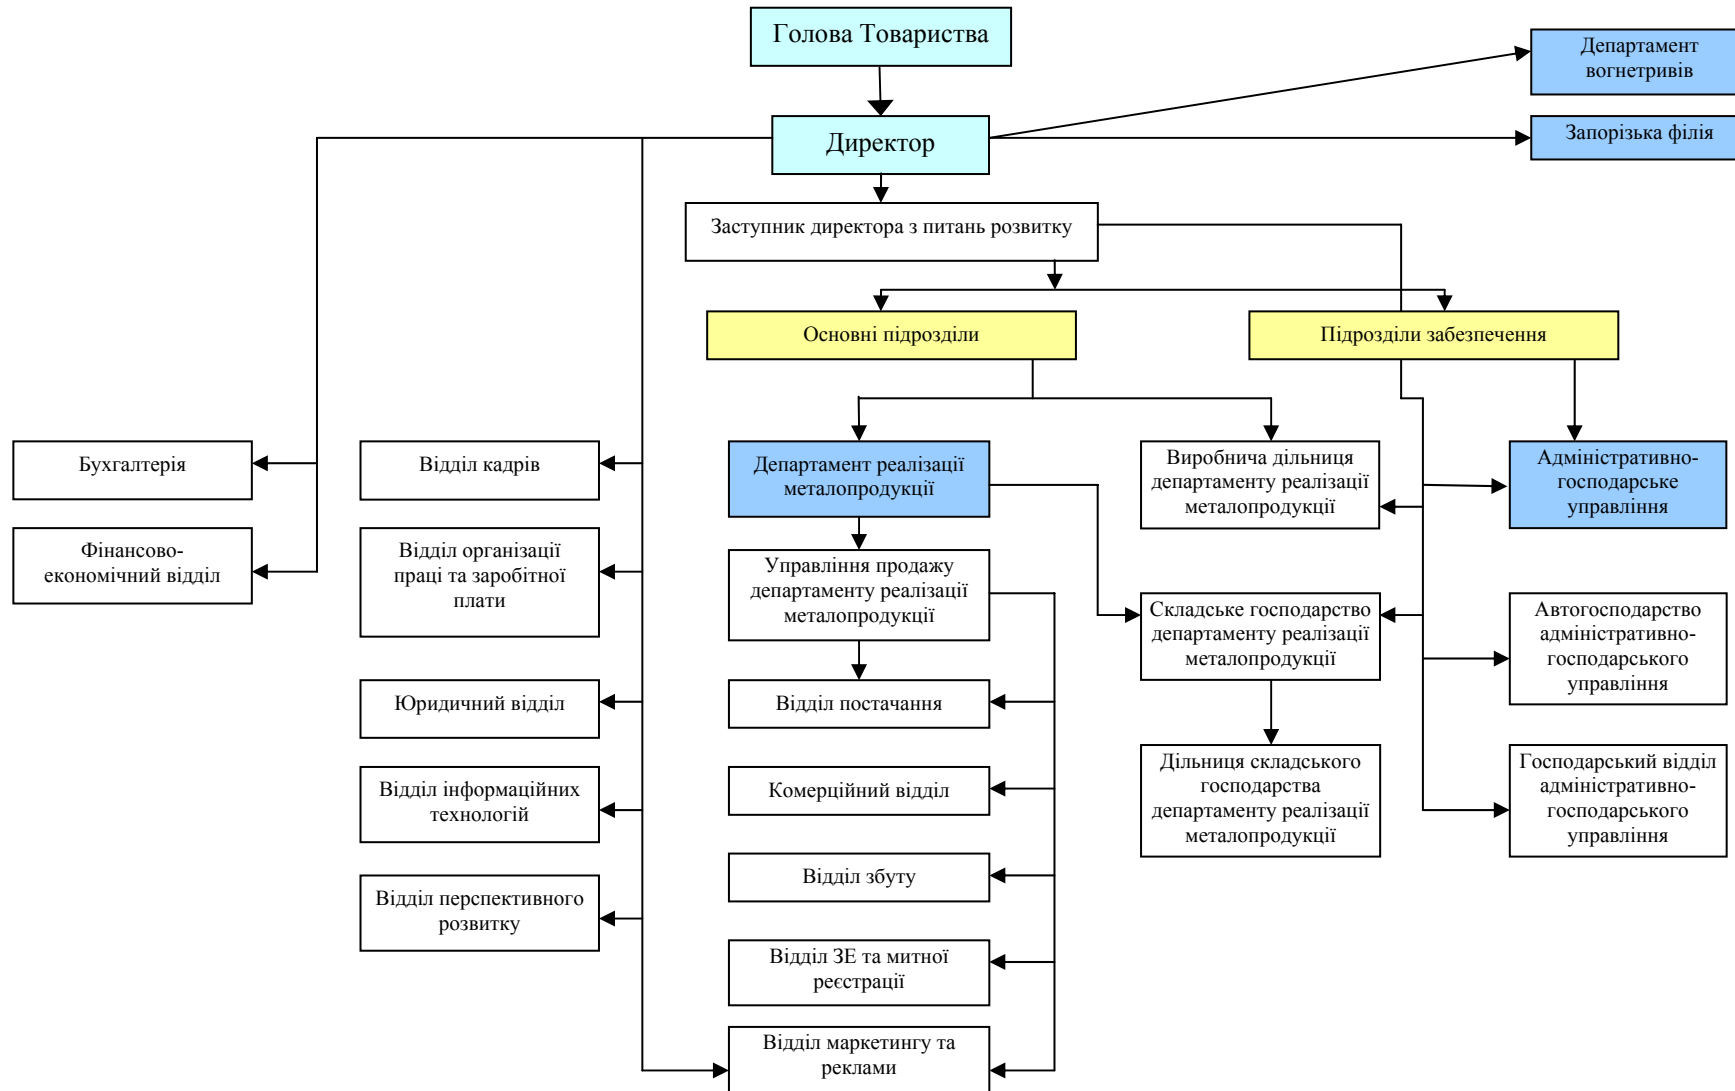 Голова Товариства
Департамент
вогнетривів
Директор
Запорізька філія
Заступник директора з питань розвитку
Основні підрозділи
Підрозділи забезпечення
Бухгалтерія
Відділ кадрів
Департамент реалізації
металопродукції
Виробнича дільниця
департаменту реалізації
металопродукції
Адміністративно-
господарське
управління
Фінансово-
економічний відділ
Відділ організації
праці та заробітної
плати
Управління продажу
департаменту реалізації
металопродукції
Складське господарство
департаменту реалізації
металопродукції
Автогосподарство
адміністративно-
господарського
управління
Юридичний відділ
Відділ постачання
Відділ інформаційних
технологій
Комерційний відділ
Дільниця складського
господарства
департаменту реалізації
металопродукції
Господарський відділ
адміністративно-
господарського
управління
Відділ перспективного
розвитку
Відділ збуту
Відділ ЗЕ та митної
реєстрації
Відділ маркетингу та
реклами